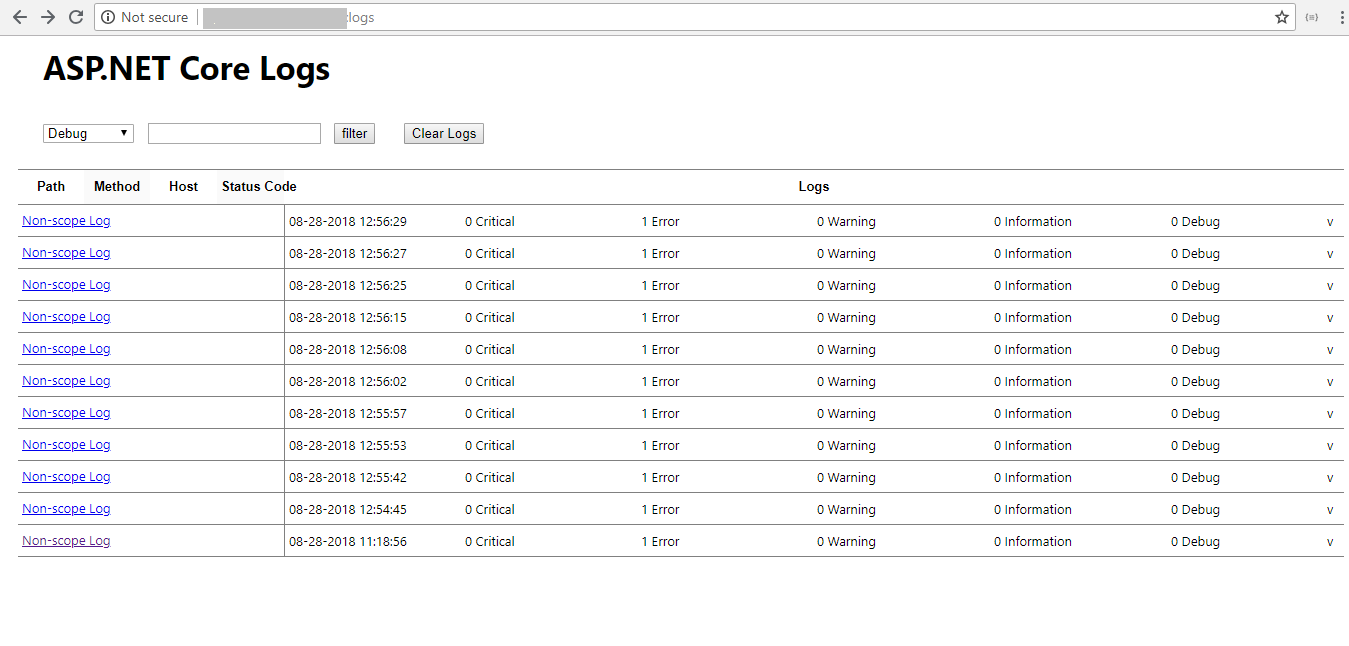 Not secure :logs
ASP.NET Core Logs
Debug filter Clear Logs
Path Method Host Status Code Logs
Non-scope Log 08-28-2018 12:56:29 0 Critical 1 Error 0 Warning 0 Information 0 Debug v
Non-scope Log 08-28-2018 12:56:27 0 Critical 1 Error 0 Warning 0 Information 0 Debug v
Non-scope Log 08-28-2018 12:56:25 0 Critical 1 Error 0 Warning 0 Information 0 Debug v
Non-scope Log 08-28-2018 12:56:15 0 Critical 1 Error 0 Warning 0 Information 0 Debug v
Non-scope Log 08-28-2018 12:56:08 0 Critical 1 Error 0 Warning 0 Information 0 Debug v
Non-scope Log 08-28-2018 12:56:02 0 Critical 1 Error 0 Warning 0 Information 0 Debug v
Non-scope Log 08-28-2018 12:55:57 0 Critical 1 Error 0 Warning 0 Information 0 Debug v
Non-scope Log 08-28-2018 12:55:53 0 Critical 1 Error 0 Warning 0 Information 0 Debug v
Non-scope Log 08-28-2018 12:55:42 0 Critical 1 Error 0 Warning 0 Information 0 Debug v
Non-scope Log 08-28-2018 12:54:45 0 Critical 1 Error 0 Warning 0 Information 0 Debug v
Non-scope Log 08-28-2018 11:18:56 0 Critical 1 Error 0 Warning 0 Information 0 Debug v